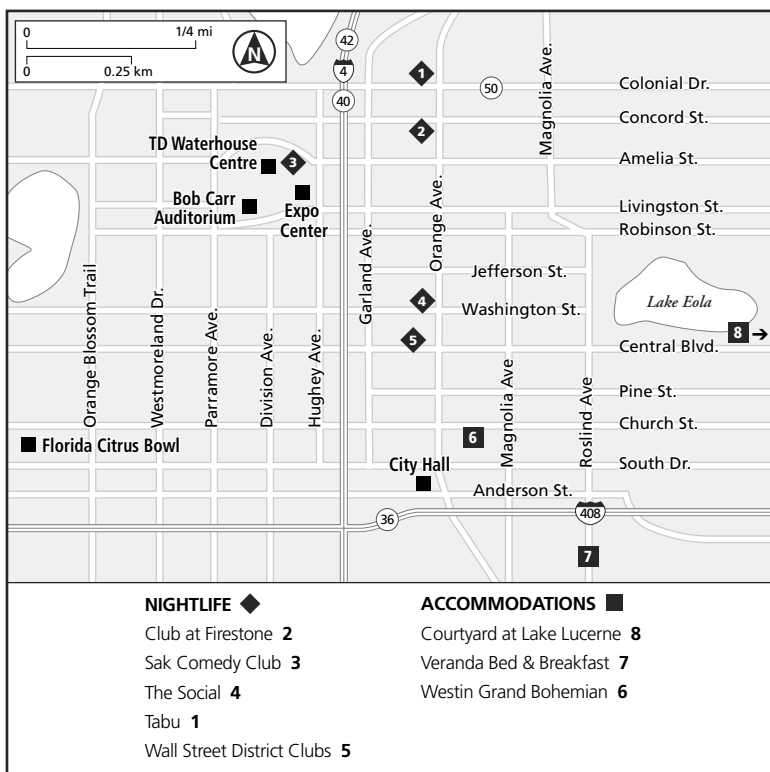 0 1/4 mi
0 0.25 km
N
42
4
40
50
1
2
3
4
5
6
7
8
36
408
Colonial Dr.
Concord St.
Amelia St.
Livingston St.
Robinson St.
Jefferson St.
Washington St.
Central Blvd.
Pine St.
Church St.
South Dr.
Anderson St.
Magnolia Ave.
Orange Ave.
Garland Ave.
Orange Blossom Trail
Westmoreland Dr.
Parramore Ave.
Division Ave.
Hughey Ave.
Magnolia Ave
Roslind Ave
TD Waterhouse
Centre
Bob Carr
Auditorium
Expo
Center
Lake Eola
Florida Citrus Bowl
City Hall
NIGHTLIFE
Club at Firestone 2
Sak Comedy Club 3
The Social 4
Tabu 1
Wall Street District Clubs 5
ACCOMMODATIONS
Courtyard at Lake Lucerne 8
Veranda Bed & Breakfast 7
Westin Grand Bohemian 6